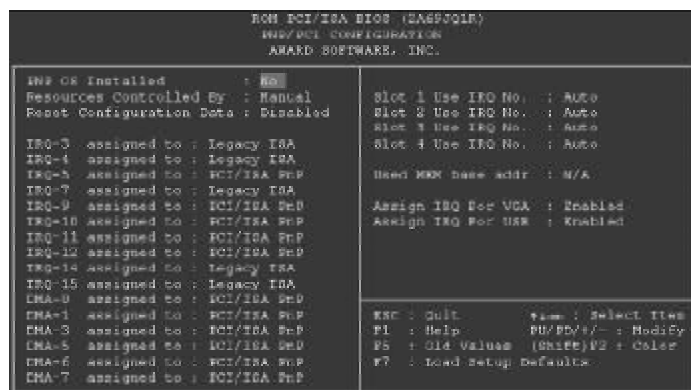 ROM PCI/ISA BIOS (2A69JQ1R)
PNP/PCI CONFIGURATION
AWARD SOFTWARE, INC.
PNP OS Installed : No
Resources Controlled By : Manual
Reset Configuration Data : Disabled
IRQ-3 assigned to : Legacy ISA
IRQ-4 assigned to : Legacy ISA
IRQ-5 assigned to : PCI/ISA PnP
IRQ-7 assigned to : Legacy ISA
IRQ-9 assigned to : PCI/ISA PnP
IRQ-10 assigned to : PCI/ISA PnP
IRQ-11 assigned to : PCI/ISA PnP
IRQ-12 assigned to : PCI/ISA PnP
IRQ-14 assigned to : Legacy ISA
IRQ-15 assigned to : Legacy ISA
DMA-0 assigned to : PCI/ISA PnP
DMA-1 assigned to : PCI/ISA PnP
DMA-3 assigned to : PCI/ISA PnP
DMA-5 assigned to : PCI/ISA PnP
DMA-6 assigned to : PCI/ISA PnP
DMA-7 assigned to : PCI/ISA PnP
Slot 1 Use IRQ No. : Auto
Slot 2 Use IRQ No. : Auto
Slot 3 Use IRQ No. : Auto
Slot 4 Use IRQ No. : Auto
Used MEM base addr : N/A
Assign IRQ For VGA : Enabled
Assign IRQ For USB : Enabled
ESC : Quit ↑↓→← : Select Item
F1 : Help PU/PD/+/- : Modify
F5 : Old Values (Shift)F2 : Color
F7 : Load Setup Defaults